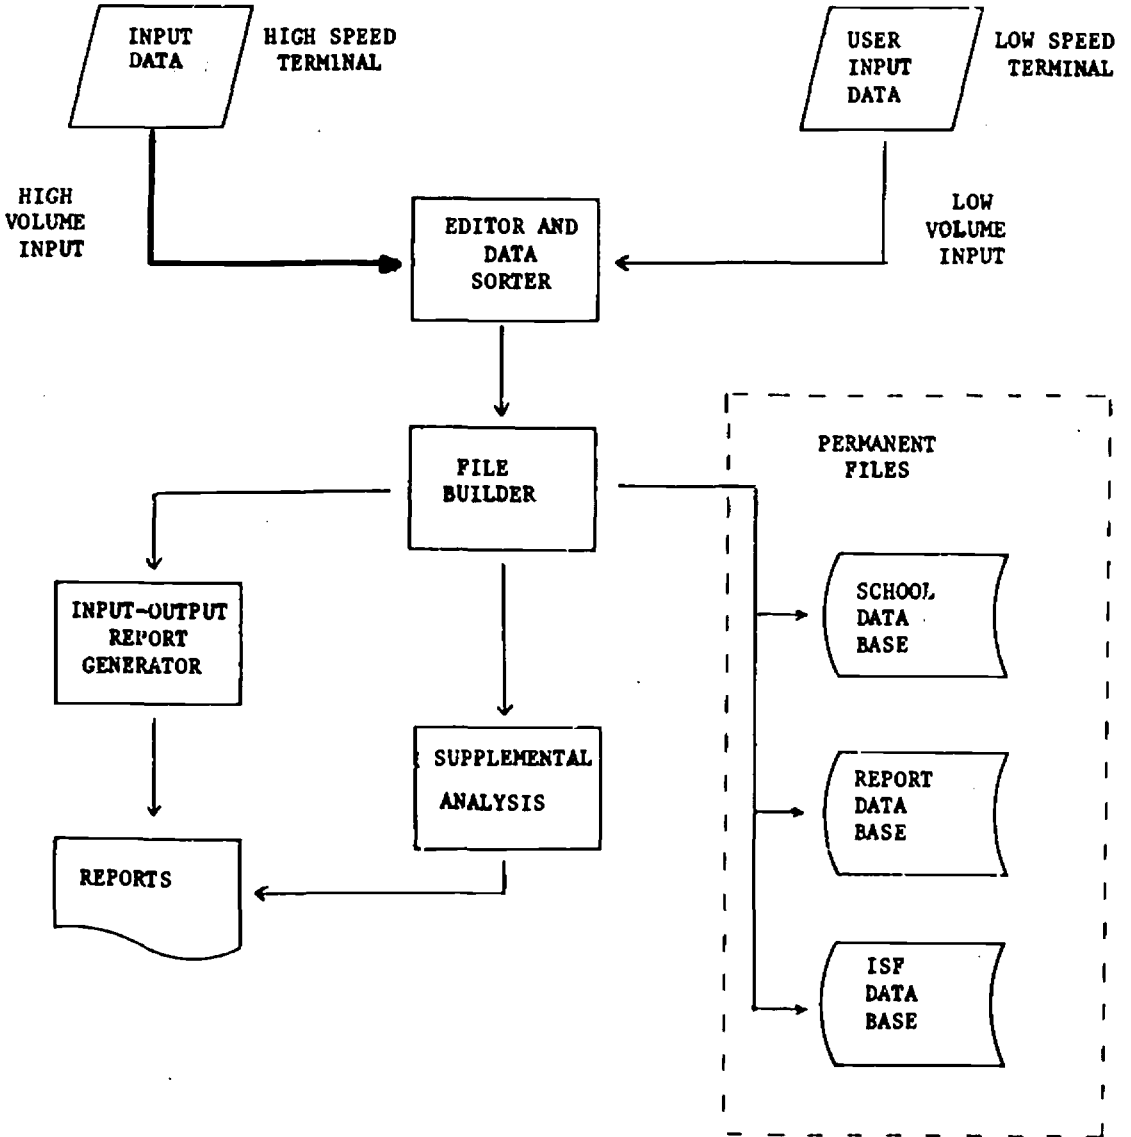 INPUT
DATA
HIGH SPEED
TERMINAL
USER
INPUT
DATA
LOW SPEED
TERMINAL
HIGH
VOLUME
INPUT
LOW
VOLUME
INPUT
EDITOR AND
DATA
SORTER
FILE
BUILDER
PERMANENT
FILES
INPUT-OUTPUT
REPORT
GENERATOR
SCHOOL
DATA
BASE
SUPPLEMENTAL
ANALYSIS
REPORT
DATA
BASE
REPORTS
ISF
DATA
BASE